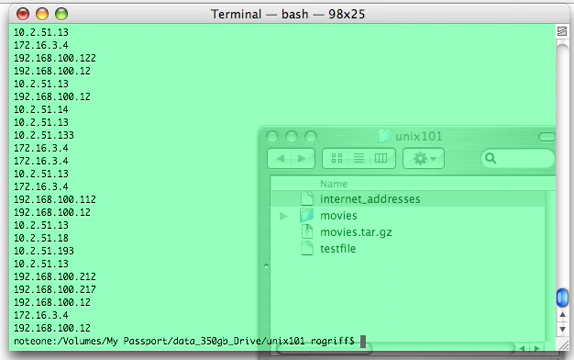 Terminal — bash — 98x25
10.2.51.13
172.16.3.4
192.168.100.122
10.2.51.13
192.168.100.12
10.2.51.14
10.2.51.13
10.2.51.133
172.16.3.4
172.16.3.4
10.2.51.13
172.16.3.4
192.168.100.112
192.168.100.12
10.2.51.13
10.2.51.18
10.2.51.193
10.2.51.13
192.168.100.212
192.168.100.217
192.168.100.12
172.16.3.4
192.168.100.12
noteone:/Volumes/My Passport/data_350gb_Drive/unix101 rogriff$
unix101
Name
internet_addresses
movies
movies.tar.gz
testfile